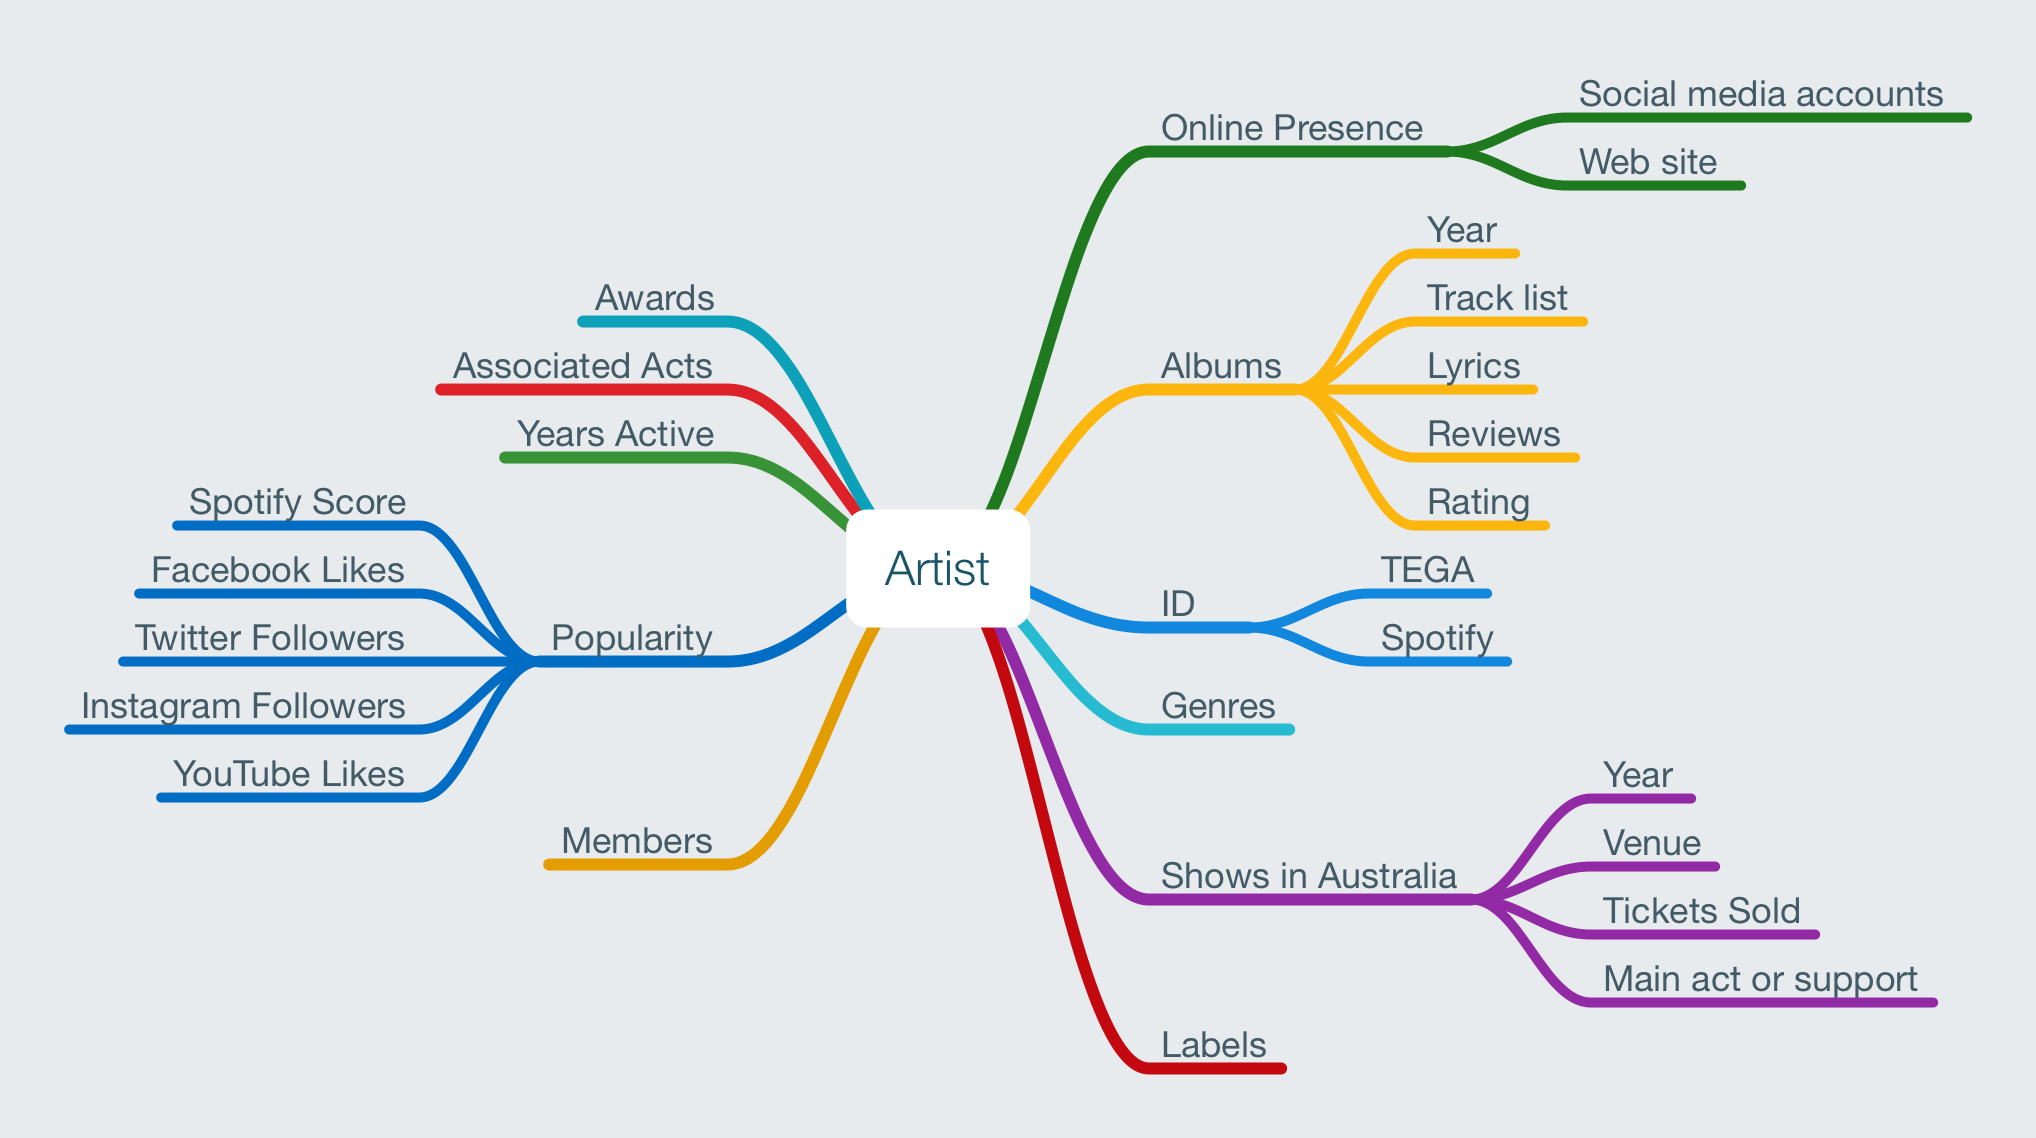 Artist
Online Presence
Social media accounts
Web site
Albums
Year
Track list
Lyrics
Reviews
Rating
ID
TEGA
Spotify
Genres
Shows in Australia
Year
Venue
Tickets Sold
Main act or support
Labels
Awards
Associated Acts
Years Active
Popularity
Spotify Score
Facebook Likes
Twitter Followers
Instagram Followers
YouTube Likes
Members